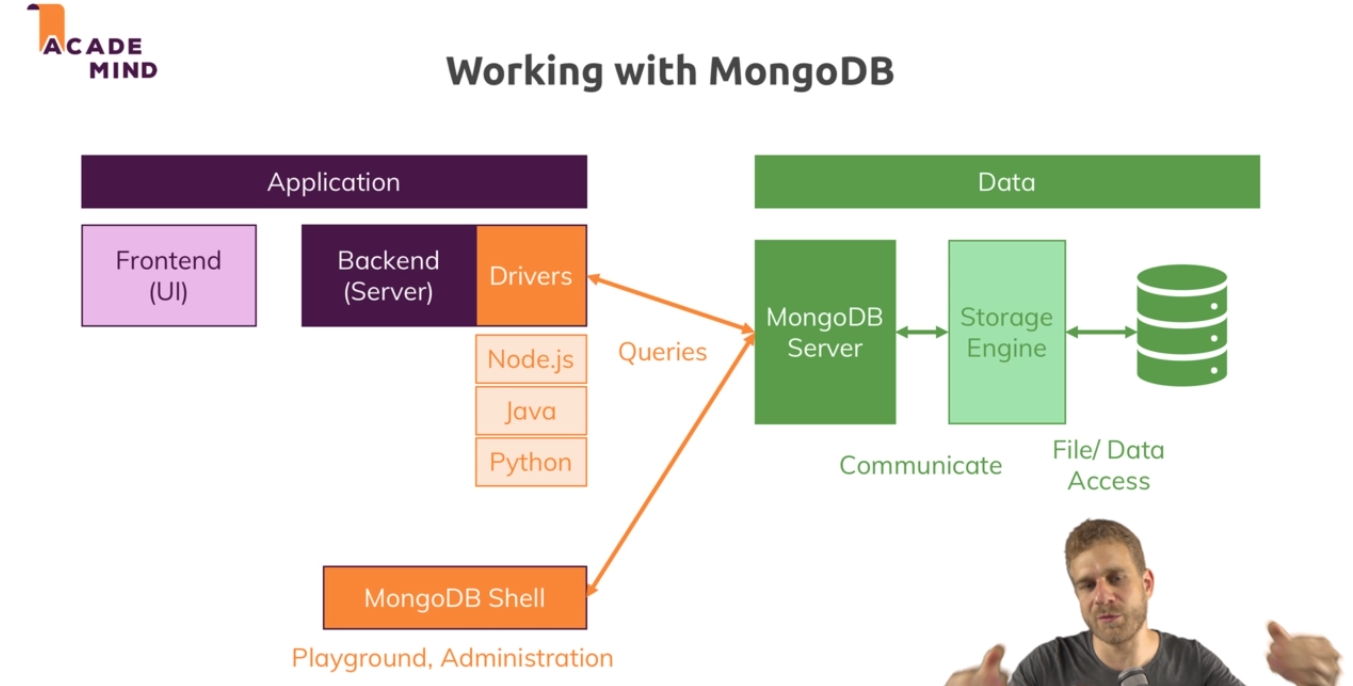 ACADE
MIND
Working with MongoDB
Application
Data
Frontend
(UI)
Backend
(Server)
Drivers
Node.js
Java
Python
Queries
MongoDB
Server
Storage
Engine
Communicate
File/ Data
Access
MongoDB Shell
Playground, Administration